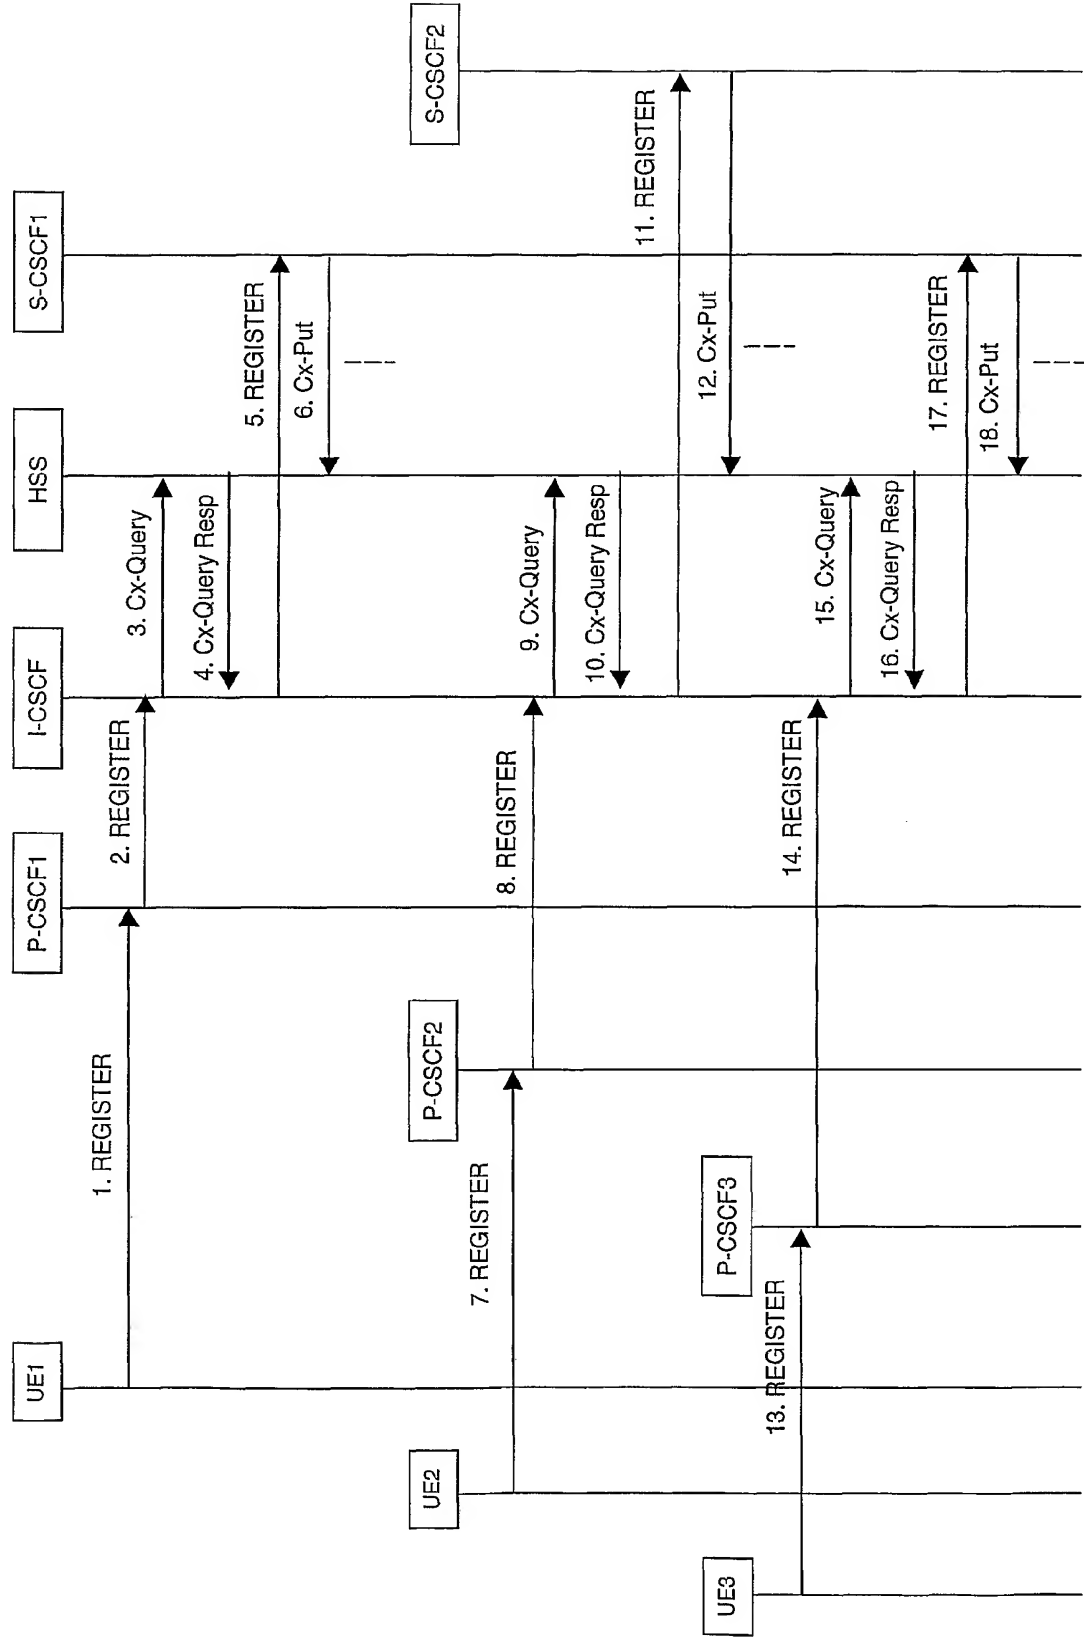 UE1
P-CSCF1
I-CSCF
HSS
S-CSCF1
1. REGISTER
2. REGISTER
3. Cx-Query
4. Cx-Query Resp
5. REGISTER
6. Cx-Put
UE2
P-CSCF2
S-CSCF2
7. REGISTER
8. REGISTER
9. Cx-Query
10. Cx-Query Resp
11. REGISTER
12. Cx-Put
UE3
P-CSCF3
13. REGISTER
14. REGISTER
15. Cx-Query
16. Cx-Query Resp
17. REGISTER
18. Cx-Put